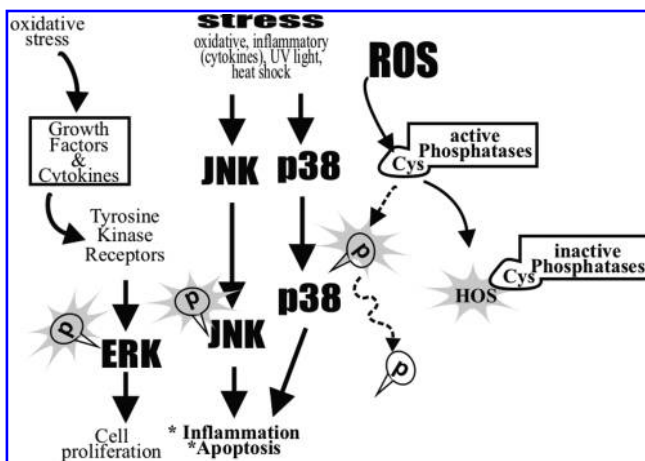 oxidative
stress
Growth
Factors
&
Cytokines
Tyrosine
Kinase
Receptors
p
ERK
Cell
proliferation
stress
oxidative, inflammatory
(cytokines), UV light,
heat shock
JNK
p38
p
p
JNK
p38
* Inflammation
*Apoptosis
p
ROS
active
Phosphatases
Cys
inactive
Phosphatases
Cys
HOS